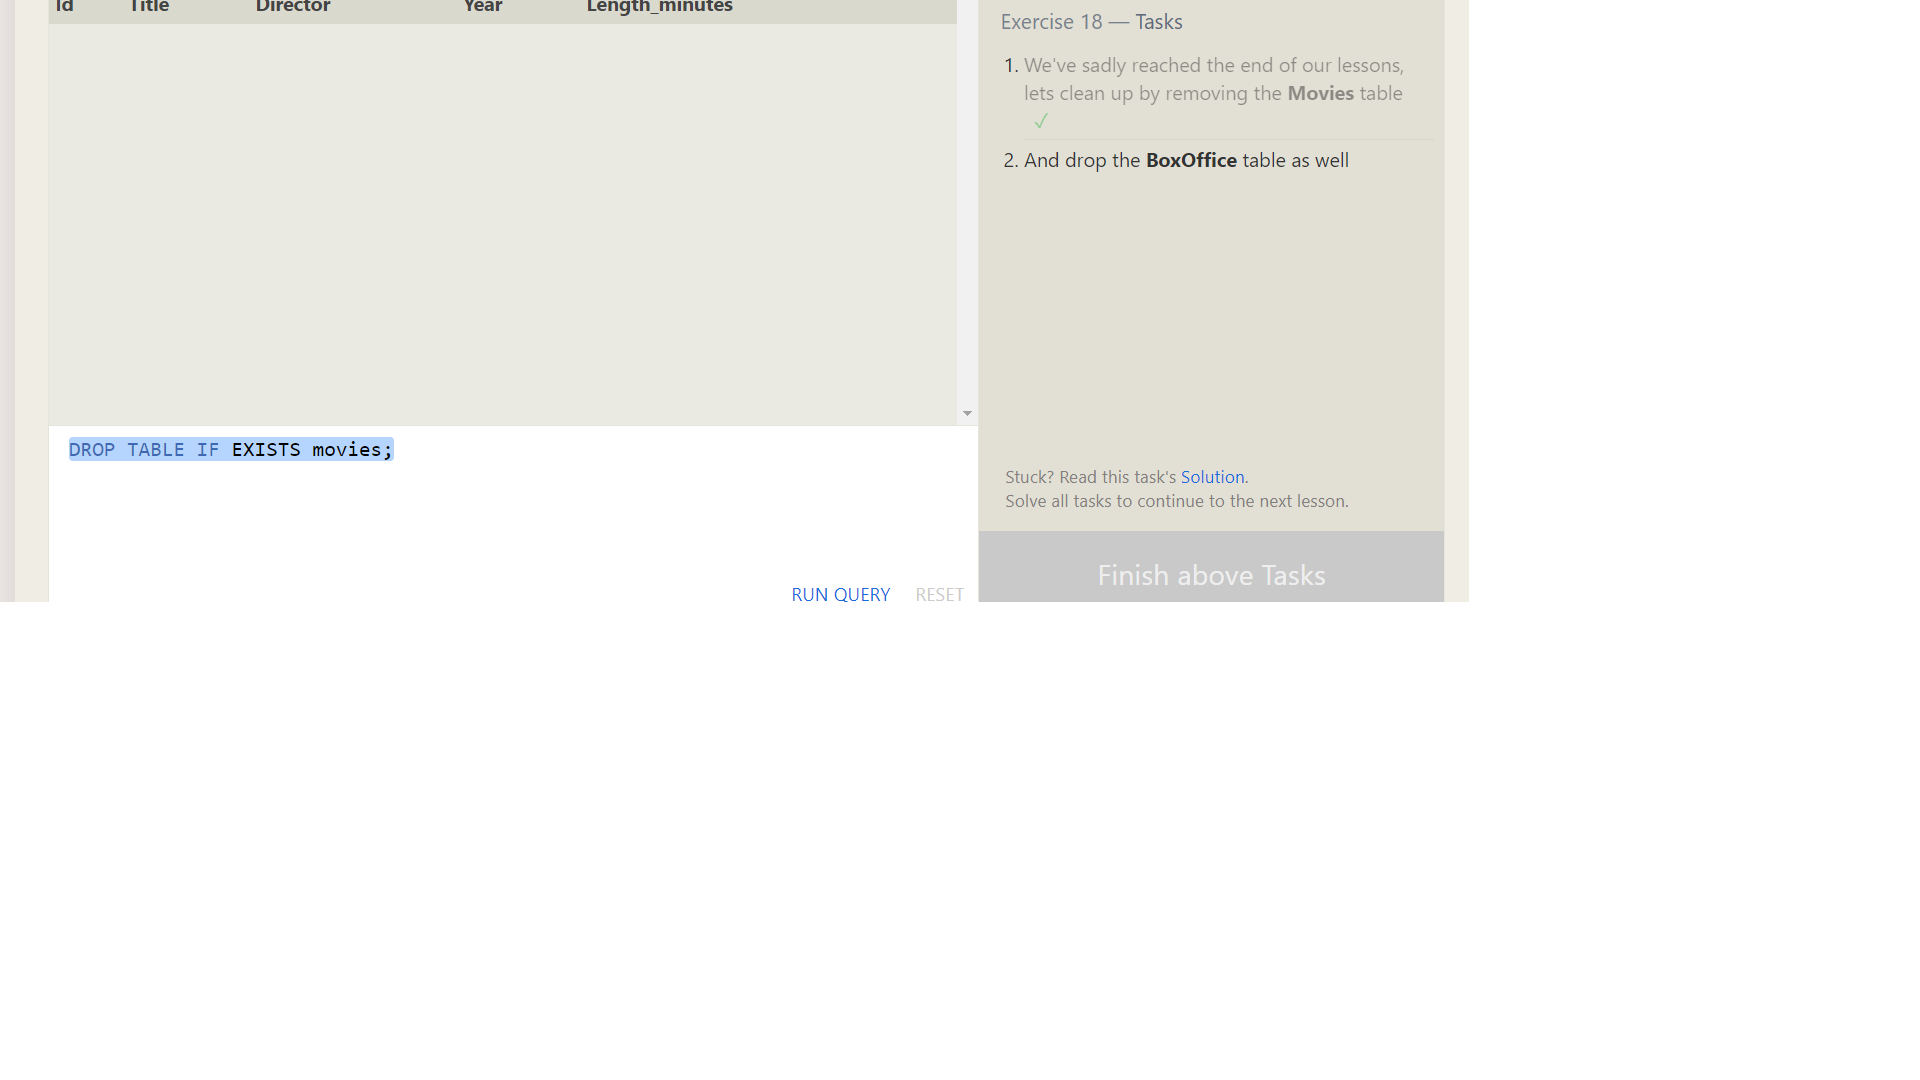 Id Title Director Year Length_minutes
Exercise 18 — Tasks
1. We've sadly reached the end of our lessons,
lets clean up by removing the Movies table
✓
2. And drop the BoxOffice table as well
DROP TABLE IF EXISTS movies;
RUN QUERY RESET
Stuck? Read this task's Solution.
Solve all tasks to continue to the next lesson.
Finish above Tasks